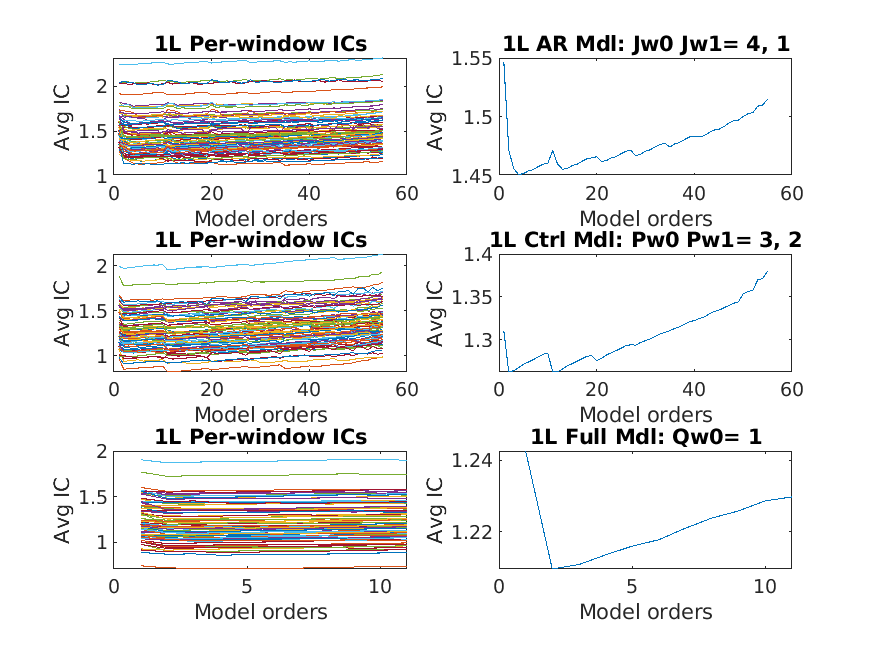 1L Per-window ICs
Avg IC
2
1.5
1
0
20
40
60
Model orders
1L AR Mdl: Jw0 Jw1= 4, 1
Avg IC
1.55
1.5
1.45
0
20
40
60
Model orders
1L Per-window ICs
Avg IC
2
1.5
1
0
20
40
60
Model orders
1L Ctrl Mdl: Pw0 Pw1= 3, 2
Avg IC
1.4
1.35
1.3
0
20
40
60
Model orders
1L Per-window ICs
Avg IC
2
1.5
1
0
5
10
Model orders
1L Full Mdl: Qw0= 1
Avg IC
1.24
1.22
0
5
10
Model orders